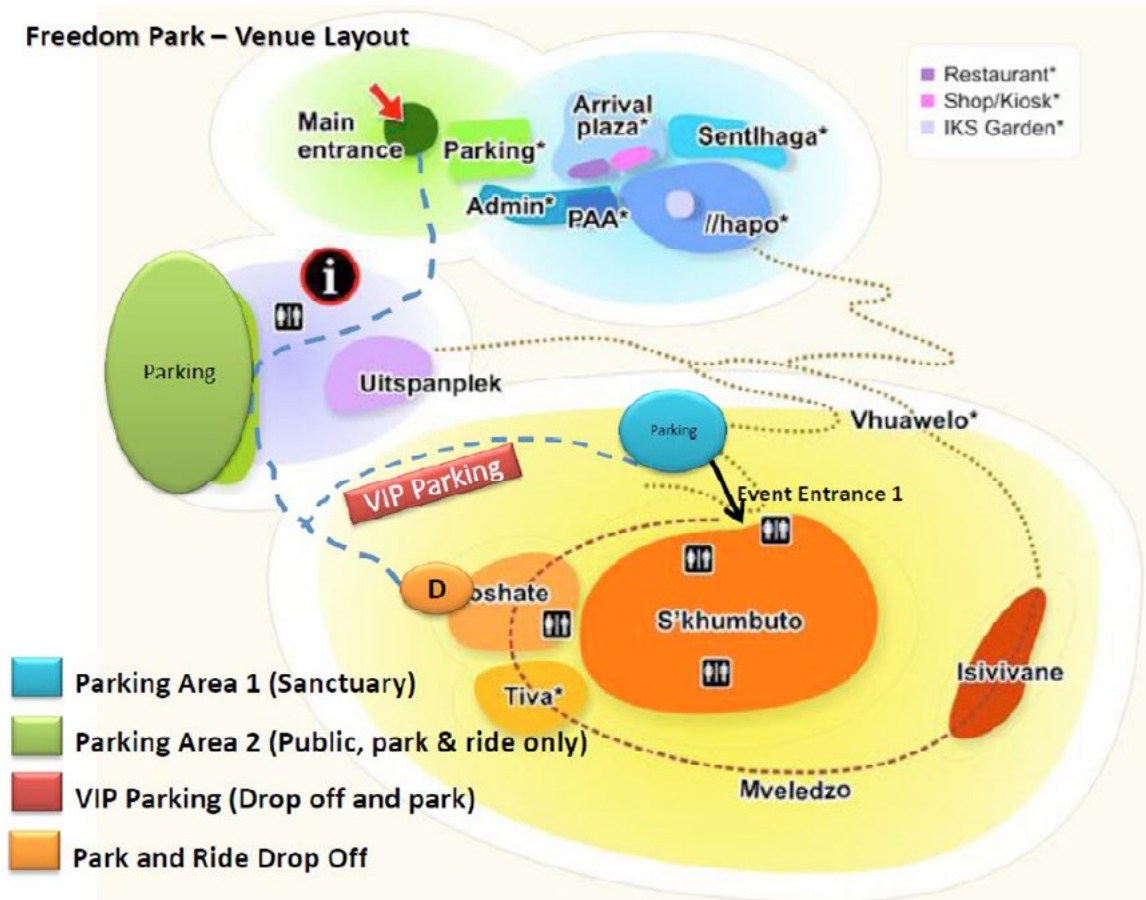 Freedom Park – Venue Layout
Restaurant*
Shop/Kiosk*
IKS Garden*
Main
entrance
Parking*
Arrival
plaza*
Sentlhaga*
Admin*
PAA*
//hapo*
i
Parking
Uitspanplek
Parking
Vhuawelo*
VIP Parking
Event Entrance 1
D
oshate
S'khumbuto
Isivivane
Tiva*
Mveledzo
Parking Area 1 (Sanctuary)
Parking Area 2 (Public, park & ride only)
VIP Parking (Drop off and park)
Park and Ride Drop Off